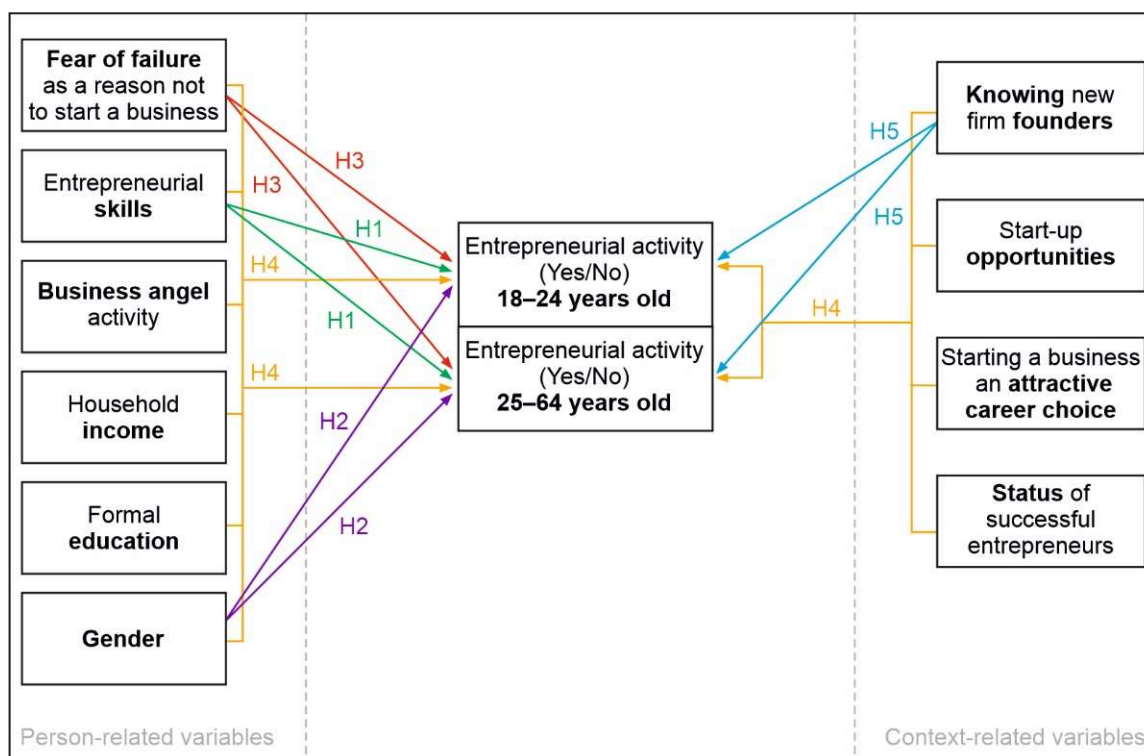 Fear of failure
as a reason not
to start a business
Entrepreneurial
skills
Business angel
activity
Household
income
Formal
education
Gender
Person-related variables
H3
H3
H1
H4
H1
H4
H2
H2
Entrepreneurial activity
(Yes/No)
18–24 years old
Entrepreneurial activity
(Yes/No)
25–64 years old
H5
H5
H4
Knowing new
firm founders
Start-up
opportunities
Starting a business
an attractive
career choice
Status of
successful
entrepreneurs
Context-related variables